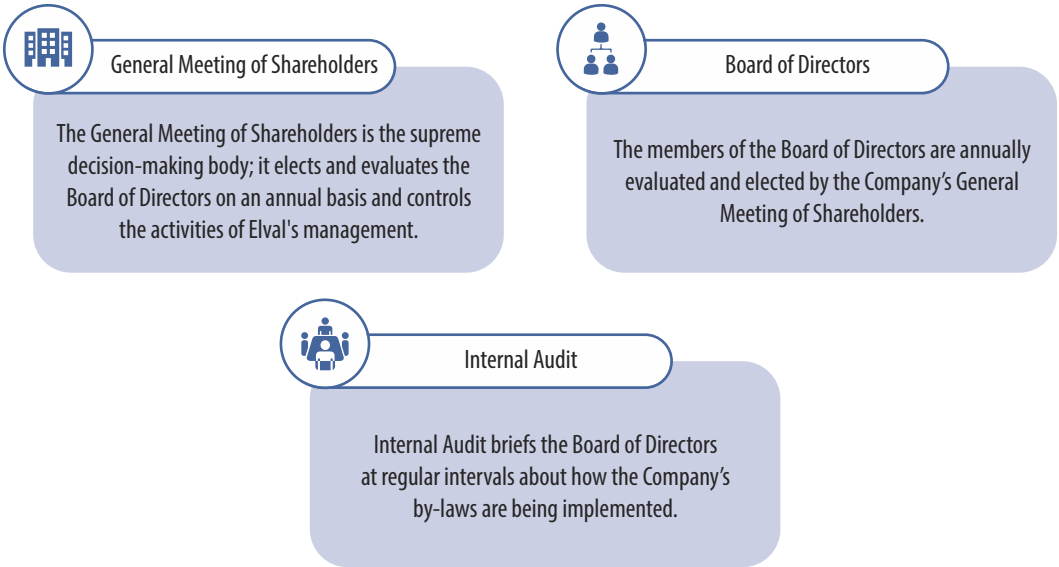 General Meeting of Shareholders
The General Meeting of Shareholders is the supreme
decision-making body; it elects and evaluates the
Board of Directors on an annual basis and controls
the activities of Elval's management.
Board of Directors
The members of the Board of Directors are annually
evaluated and elected by the Company’s General
Meeting of Shareholders.
Internal Audit
Internal Audit briefs the Board of Directors
at regular intervals about how the Company’s
by-laws are being implemented.